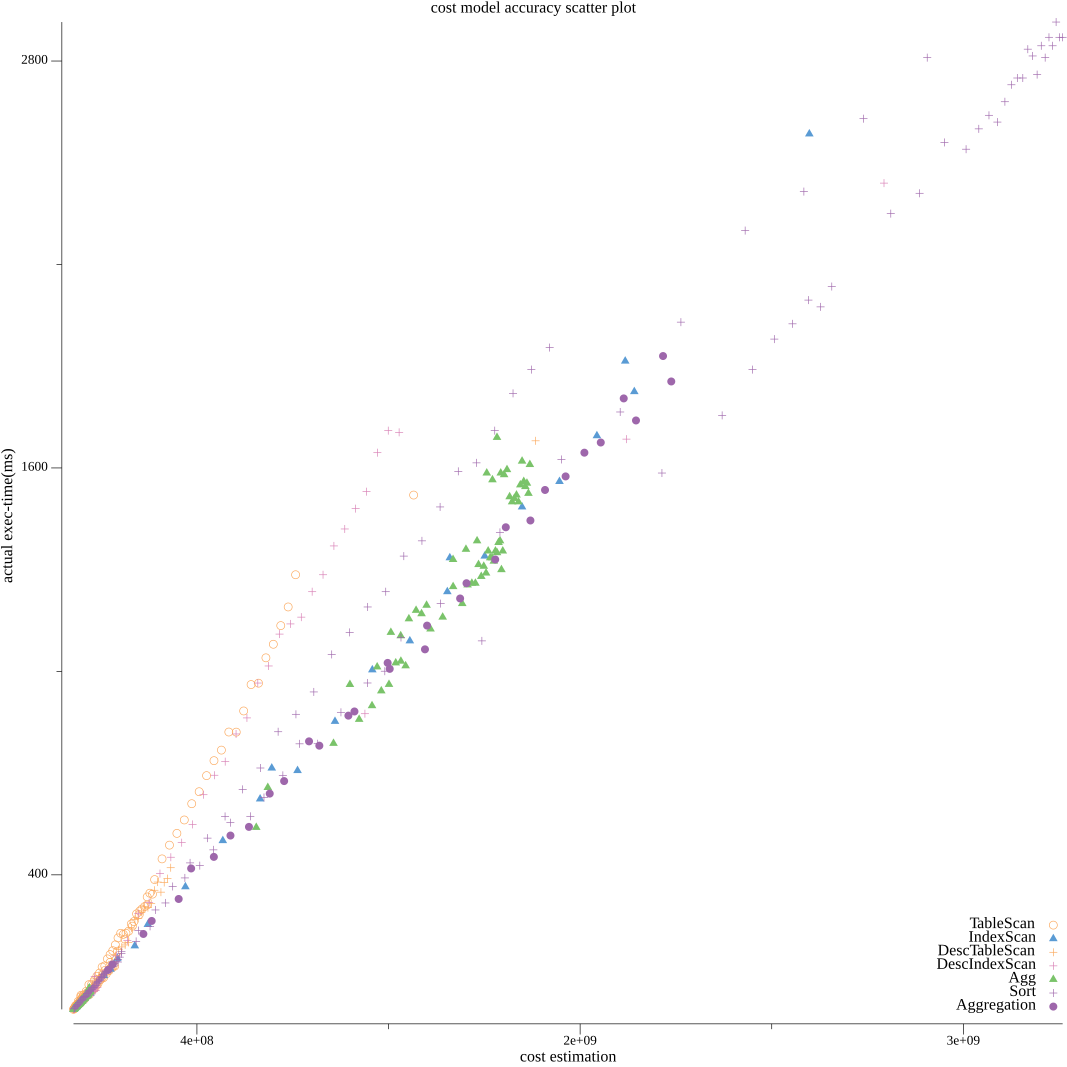 cost model accuracy scatter plot
2800
1600
400
actual exec-time(ms)
TableScan
IndexScan
DescTableScan
DescIndexScan
Agg
Sort
Aggregation
4e+08
2e+09
3e+09
cost estimation